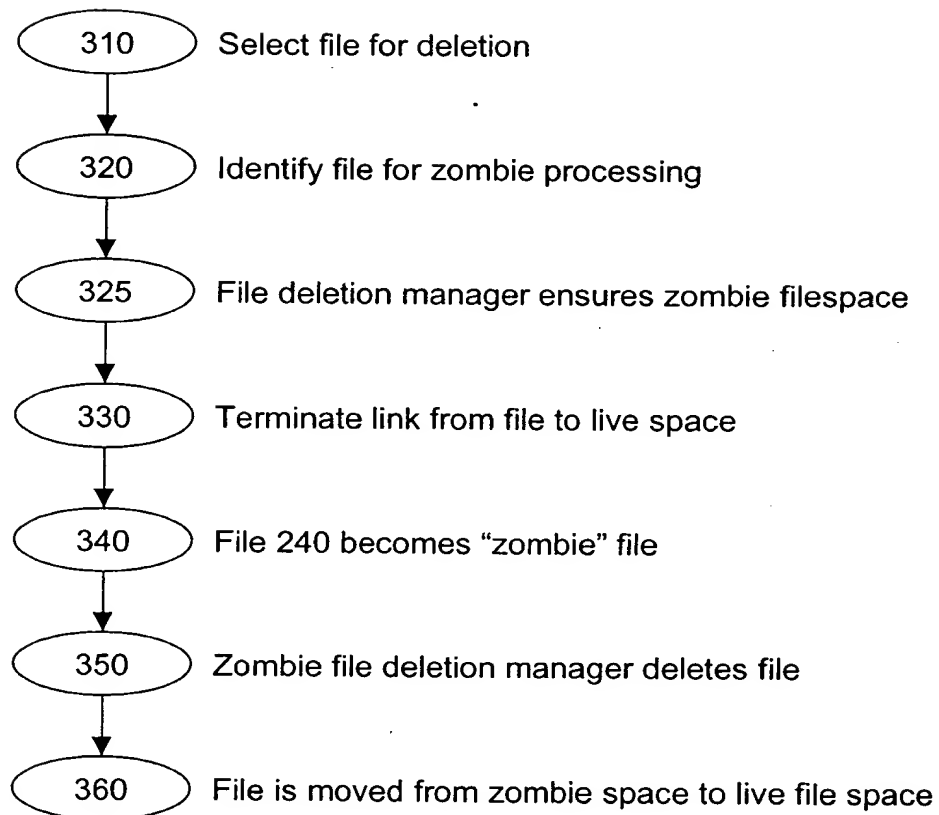 310 Select file for deletion
320 Identify file for zombie processing
325 File deletion manager ensures zombie filespace
330 Terminate link from file to live space
340 File 240 becomes “zombie” file
350 Zombie file deletion manager deletes file
360 File is moved from zombie space to live file space